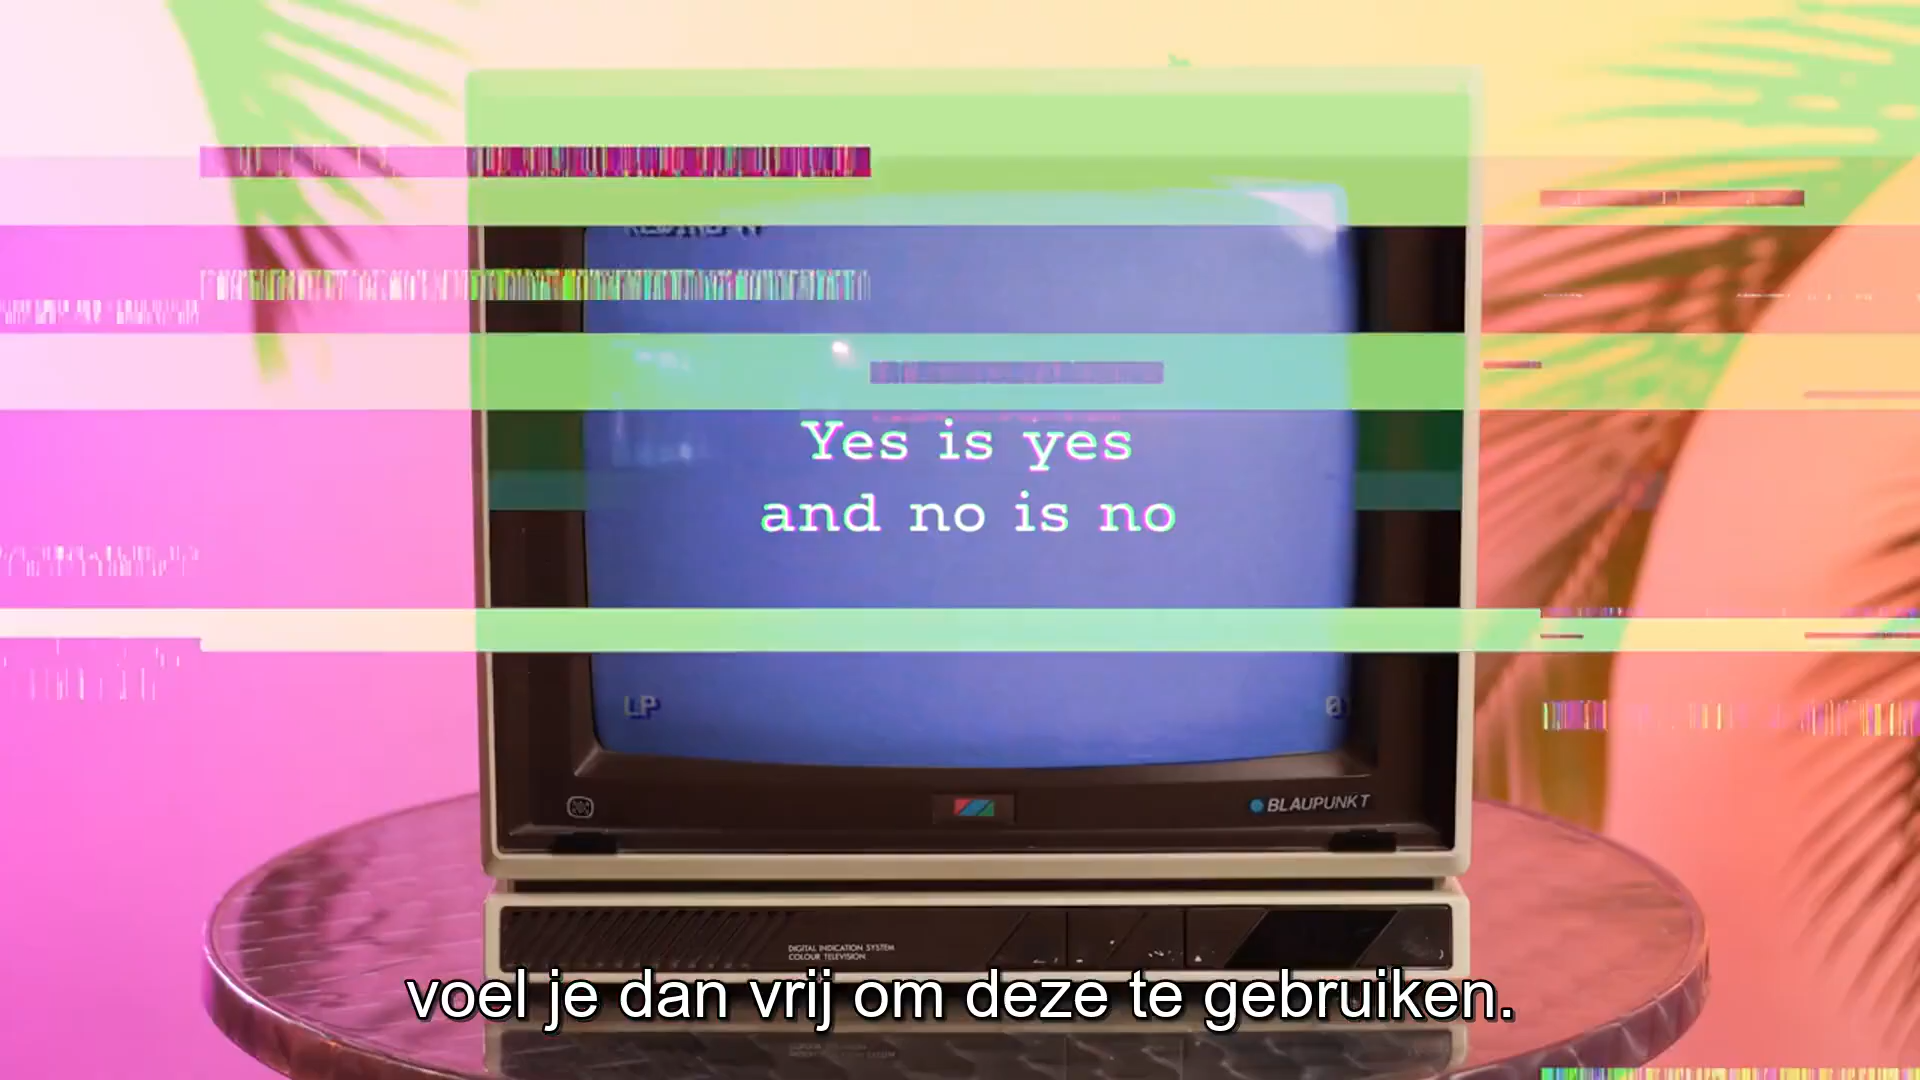 Yes is yes
and no is no
LP
BLAUPUNKT
DIGITAL INDICATION SYSTEM
COLOUR TELEVISION
voel je dan vrij om deze te gebruiken.